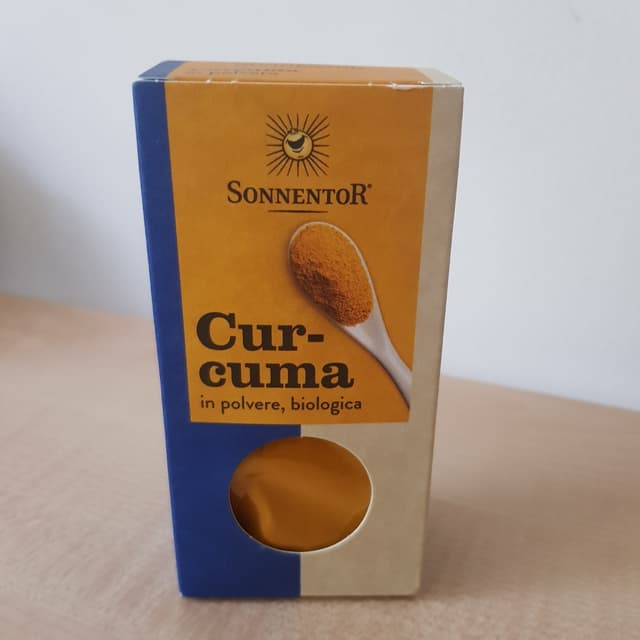 SONNENTOR®
Cur-
cuma
in polvere, biologica